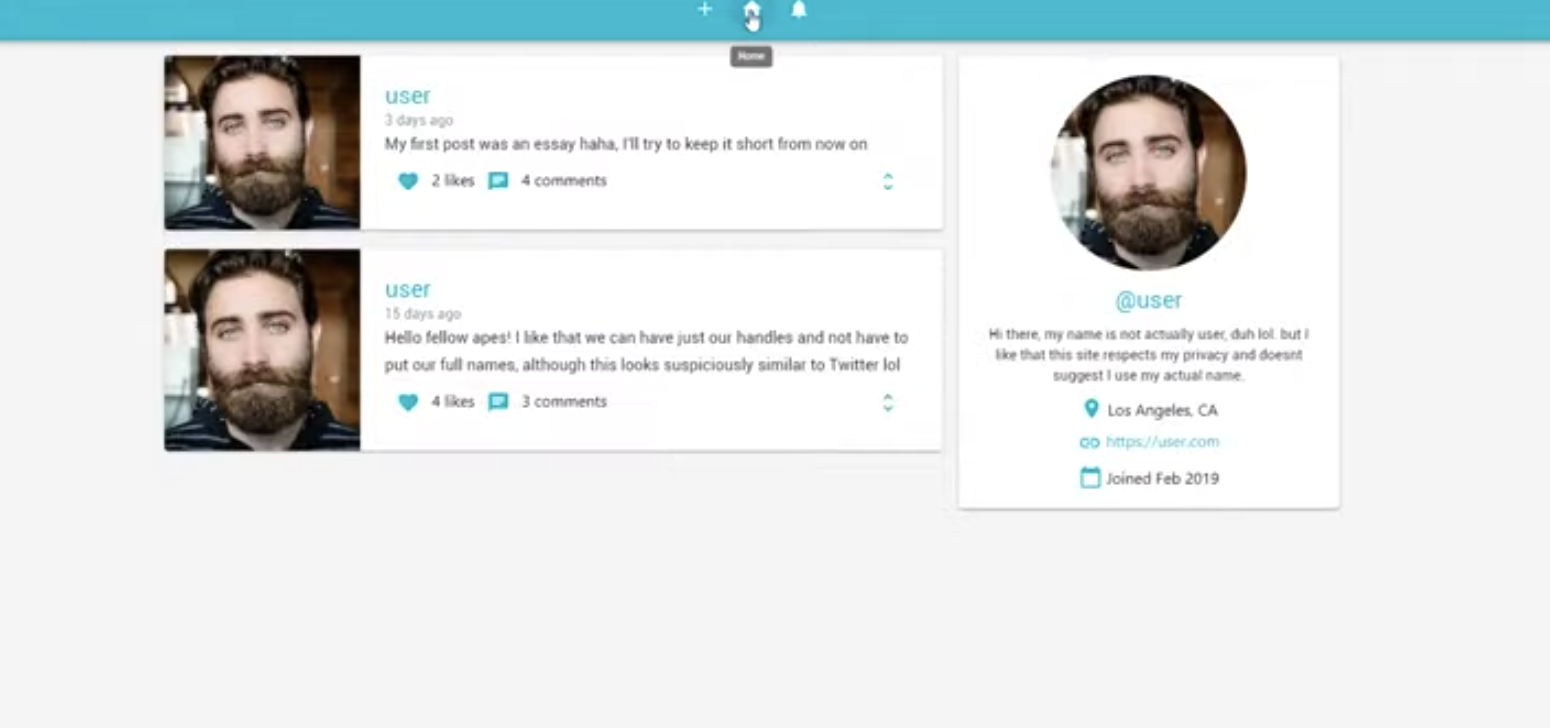 Home
user
3 days ago
My first post was an essay haha, I'll try to keep it short from now on
2 likes 4 comments
user
15 days ago
Hello fellow apes! I like that we can have just our handles and not have to
put our full names, although this looks suspiciously similar to Twitter lol
4 likes 3 comments
@user
Hi there, my name is not actually user, duh lol. but I
like that this site respects my privacy and doesnt
suggest I use my actual name.
Los Angeles, CA
https://user.com
Joined Feb 2019